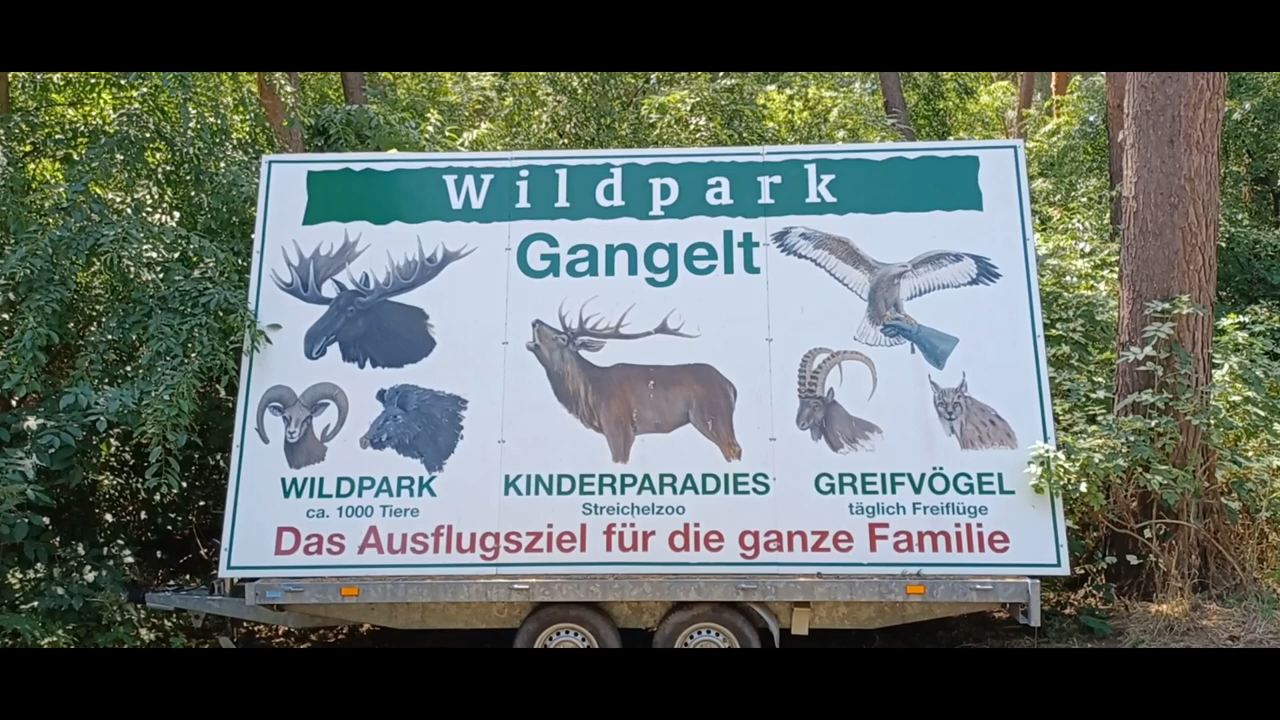 Wildpark
Gangelt
WILDPARK
ca. 1000 Tiere
KINDERPARADIES
Streichelzoo
GREIFVÖGEL
täglich Freiflüge
Das Ausflugsziel für die ganze Familie